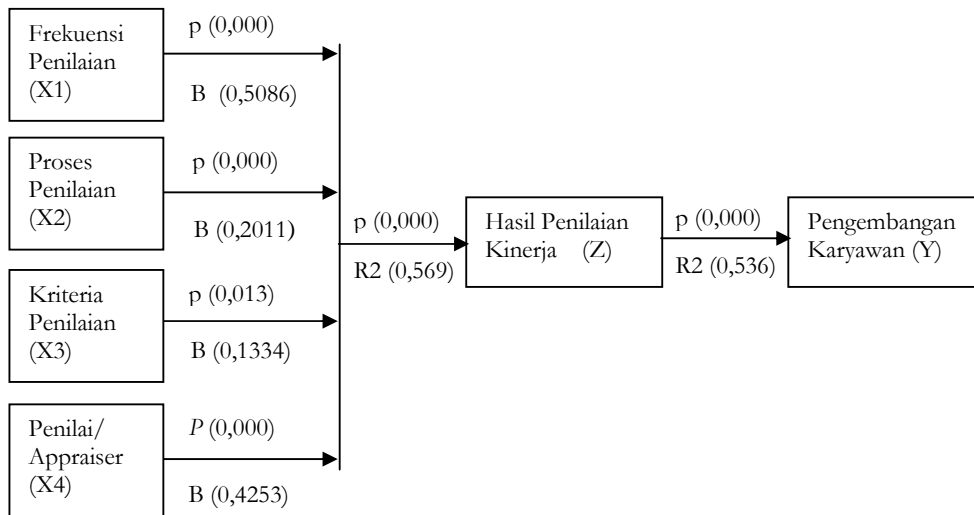 Frekuensi
Penilaian
(X1)
p (0,000)
B (0,5086)
Proses
Penilaian
(X2)
p (0,000)
B (0,2011)
Kriteria
Penilaian
(X3)
p (0,013)
B (0,1334)
Penilai/
Appraiser
(X4)
P (0,000)
B (0,4253)
p (0,000)
R2 (0,569)
Hasil Penilaian
Kinerja (Z)
p (0,000)
R2 (0,536)
Pengembangan
Karyawan (Y)